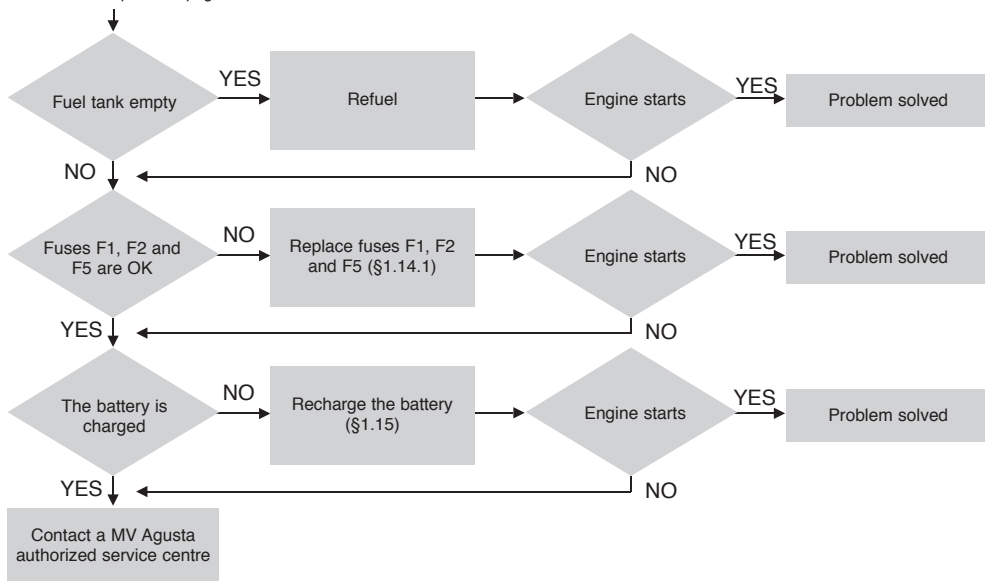 Fuel tank empty
YES
Refuel
Engine starts
YES
Problem solved
NO
NO
Fuses F1, F2 and
F5 are OK
NO
Replace fuses F1, F2
and F5 (§1.14.1)
Engine starts
YES
Problem solved
YES
NO
The battery is
charged
NO
Recharge the battery
(§1.15)
Engine starts
YES
Problem solved
YES
NO
Contact a MV Agusta
authorized service centre